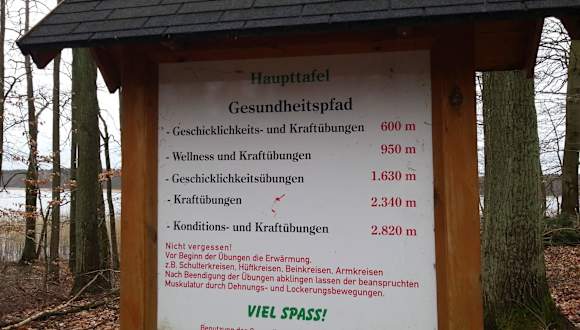 Haupttafel
Gesundheitspfad
- Geschicklichkeits- und Kraftübungen 600 m
- Wellness und Kraftübungen 950 m
- Geschicklichkeitsübungen 1.630 m
- Kraftübungen 2.340 m
- Konditions- und Kraftübungen 2.820 m
Nicht vergessen!
Vor Beginn der Übungen die Erwärmung.
z.B. Schulterkreisen, Hüftkreisen, Beinkreisen, Armkreisen
Nach Beendigung der Übungen abklingen lassen der beanspruchten
Muskulatur durch Dehnungs- und Lockerungsbewegungen.
VIEL SPASS!
Benutzung der